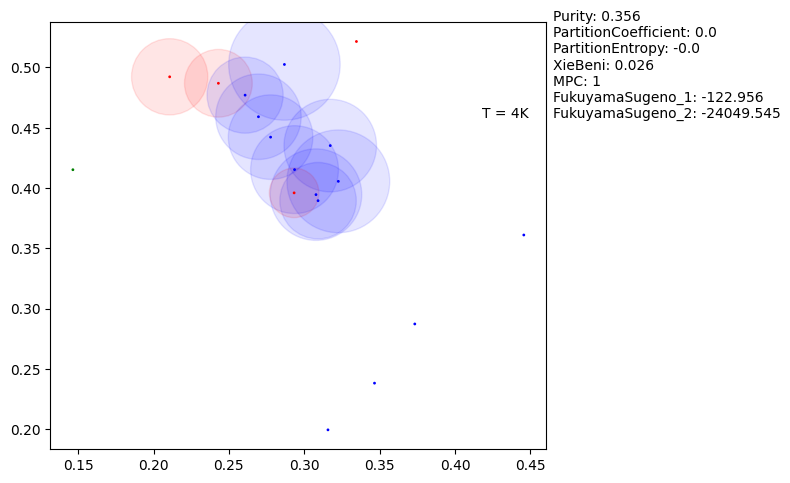 Purity: 0.356
PartitionCoefficient: 0.0
PartitionEntropy: -0.0
XieBeni: 0.026
MPC: 1
FukuyamaSugeno_1: -122.956
FukuyamaSugeno_2: -24049.545
T = 4K
0.50
0.45
0.40
0.35
0.30
0.25
0.20
0.15 0.20 0.25 0.30 0.35 0.40 0.45